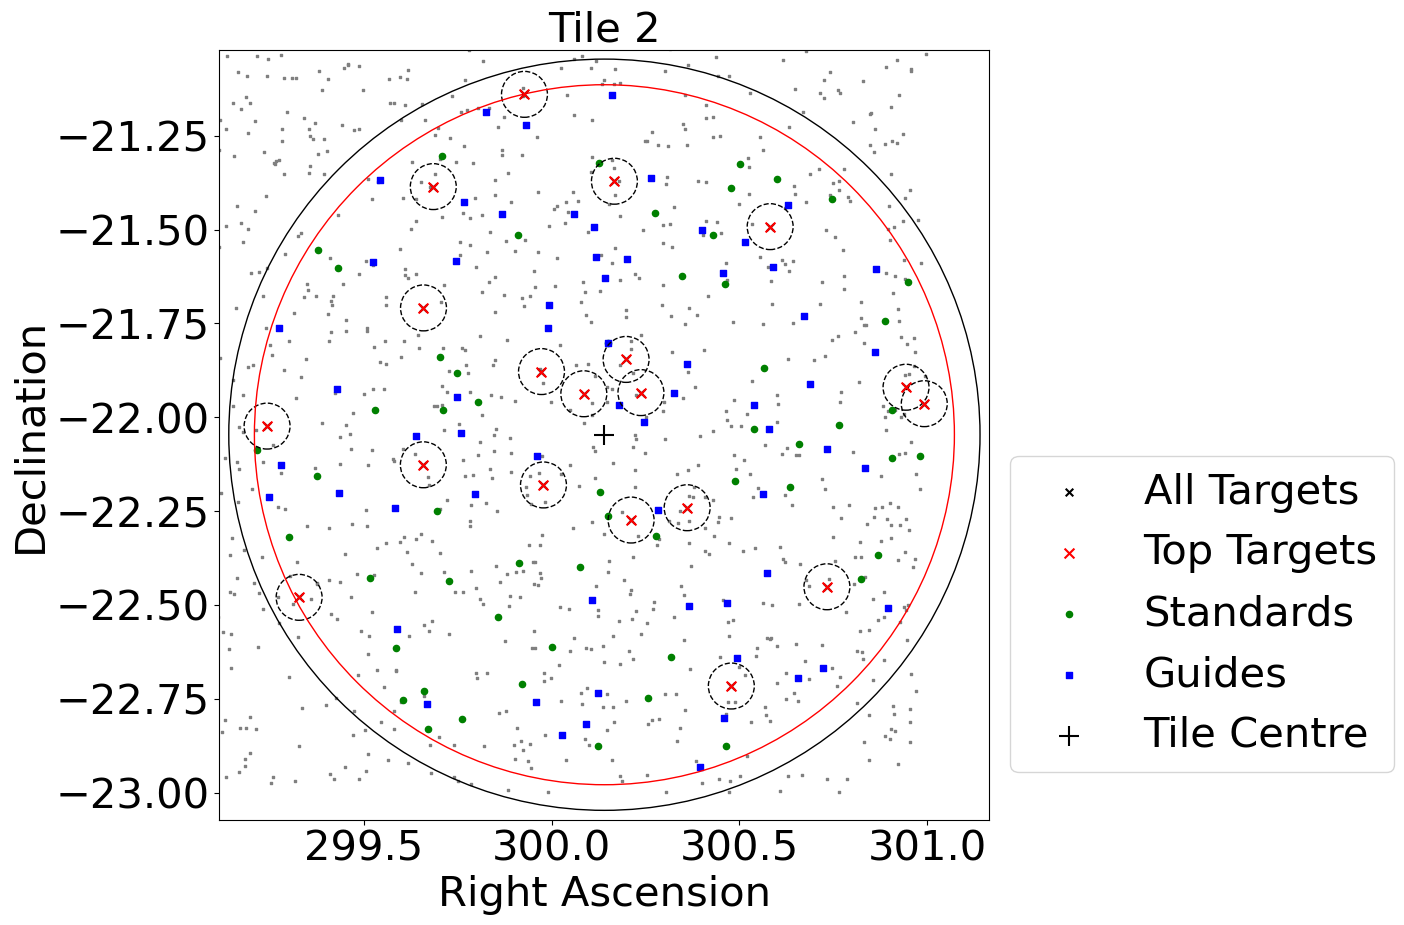 Tile 2
−21.25
−21.50
−21.75
−22.00
−22.25
−22.50
−22.75
−23.00
Declination
299.5 300.0 300.5 301.0
Right Ascension
All Targets
Top Targets
Standards
Guides
Tile Centre